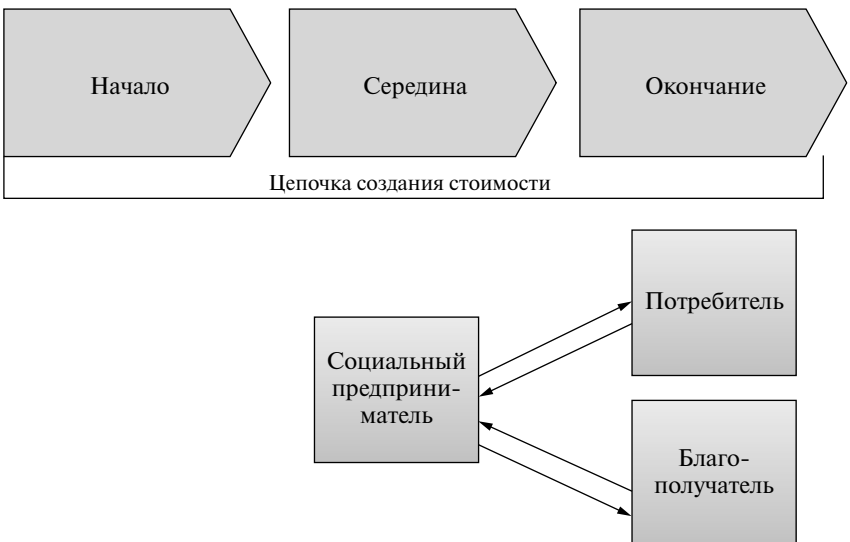 Начало
Середина
Окончание
Цепочка создания стоимости
Потребитель
Социальный
предприни-
матель
Благо-
получатель